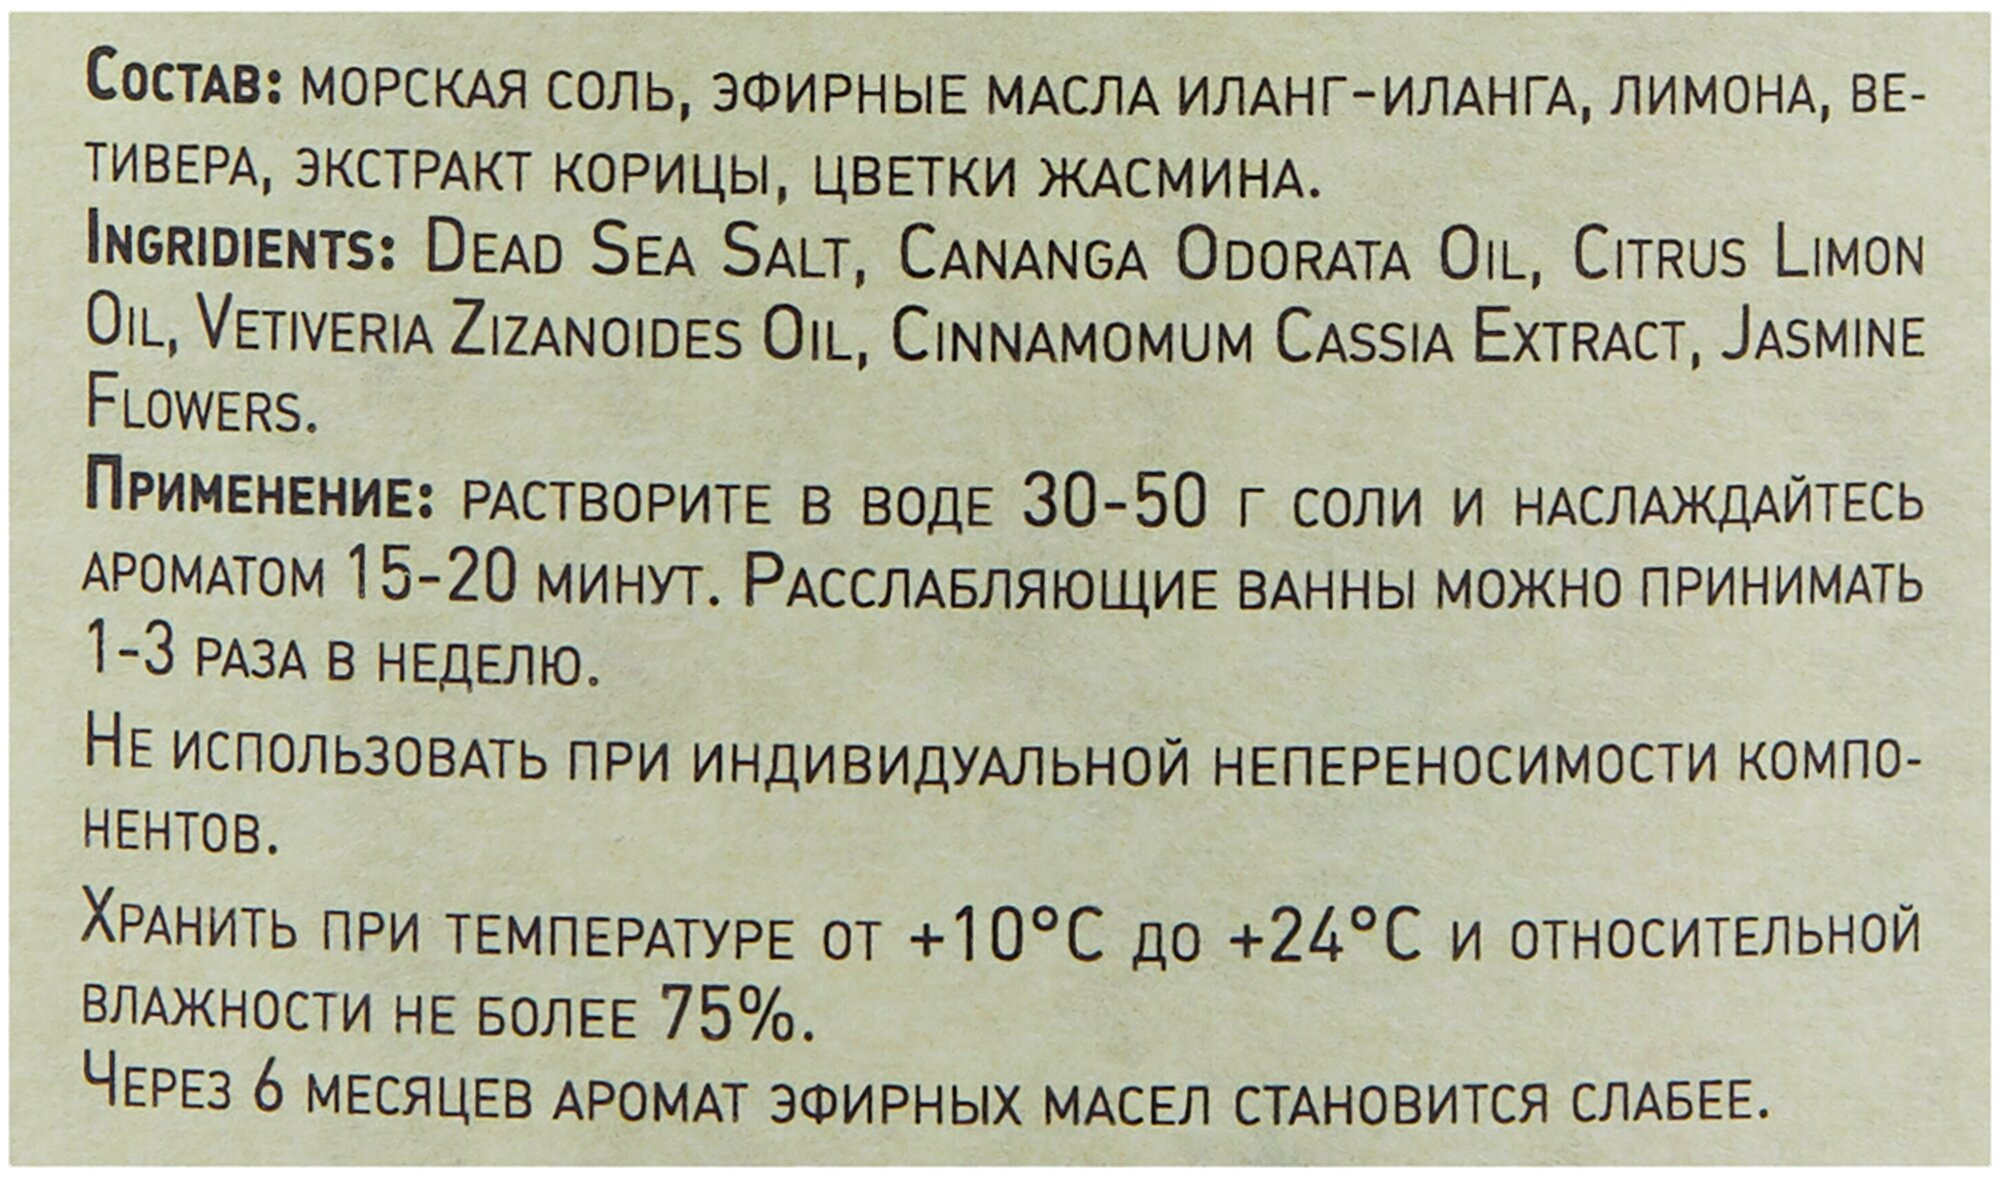 Состав: морская соль, эфирные масла иланг-иланга, лимона, ве-
тивера, экстракт корицы, цветки жасмина.
Ingridients: Dead Sea Salt, Cananga Odorata Oil, Citrus Limon
Oil, Vetiveria Zizanoides Oil, Cinnamomum Cassia Extract, Jasmine
Flowers.
Применение: растворите в воде 30-50 г соли и наслаждайтесь
ароматом 15-20 минут. Расслабляющие ванны можно принимать
1-3 раза в неделю.
Не использовать при индивидуальной непереносимости компо-
нентов.
Хранить при температуре от +10°С до +24°С и относительной
влажности не более 75%.
Через 6 месяцев аромат эфирных масел становится слабее.